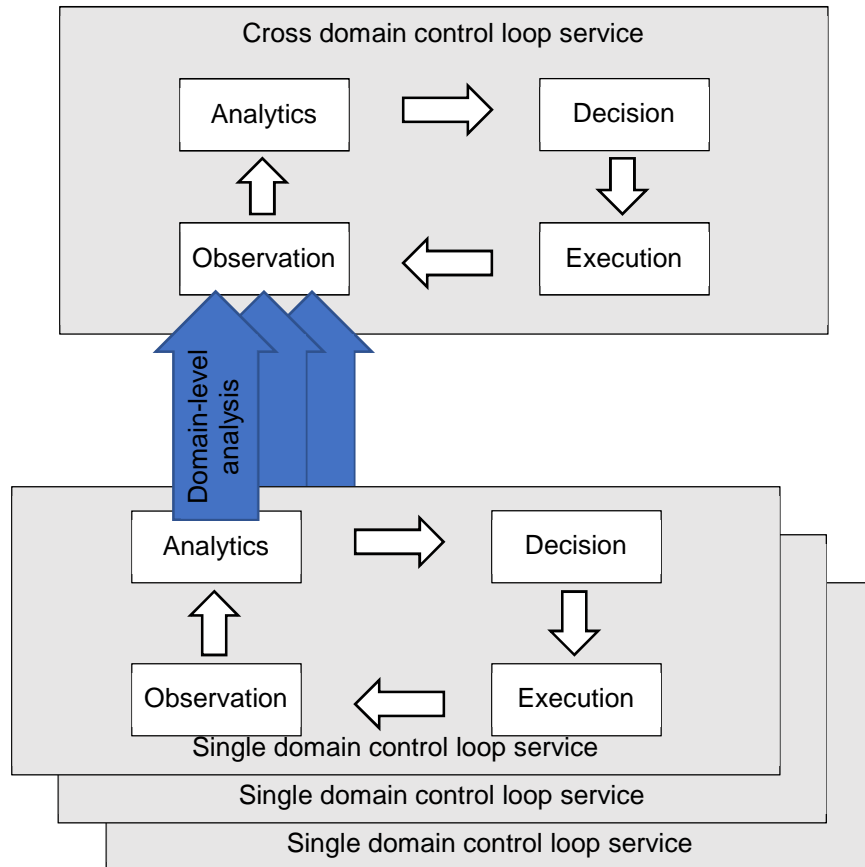 Cross domain control loop service
Analytics
Decision
Observation
Execution
Domain-level
analysis
Analytics
Decision
Observation
Execution
Single domain control loop service
Single domain control loop service
Single domain control loop service